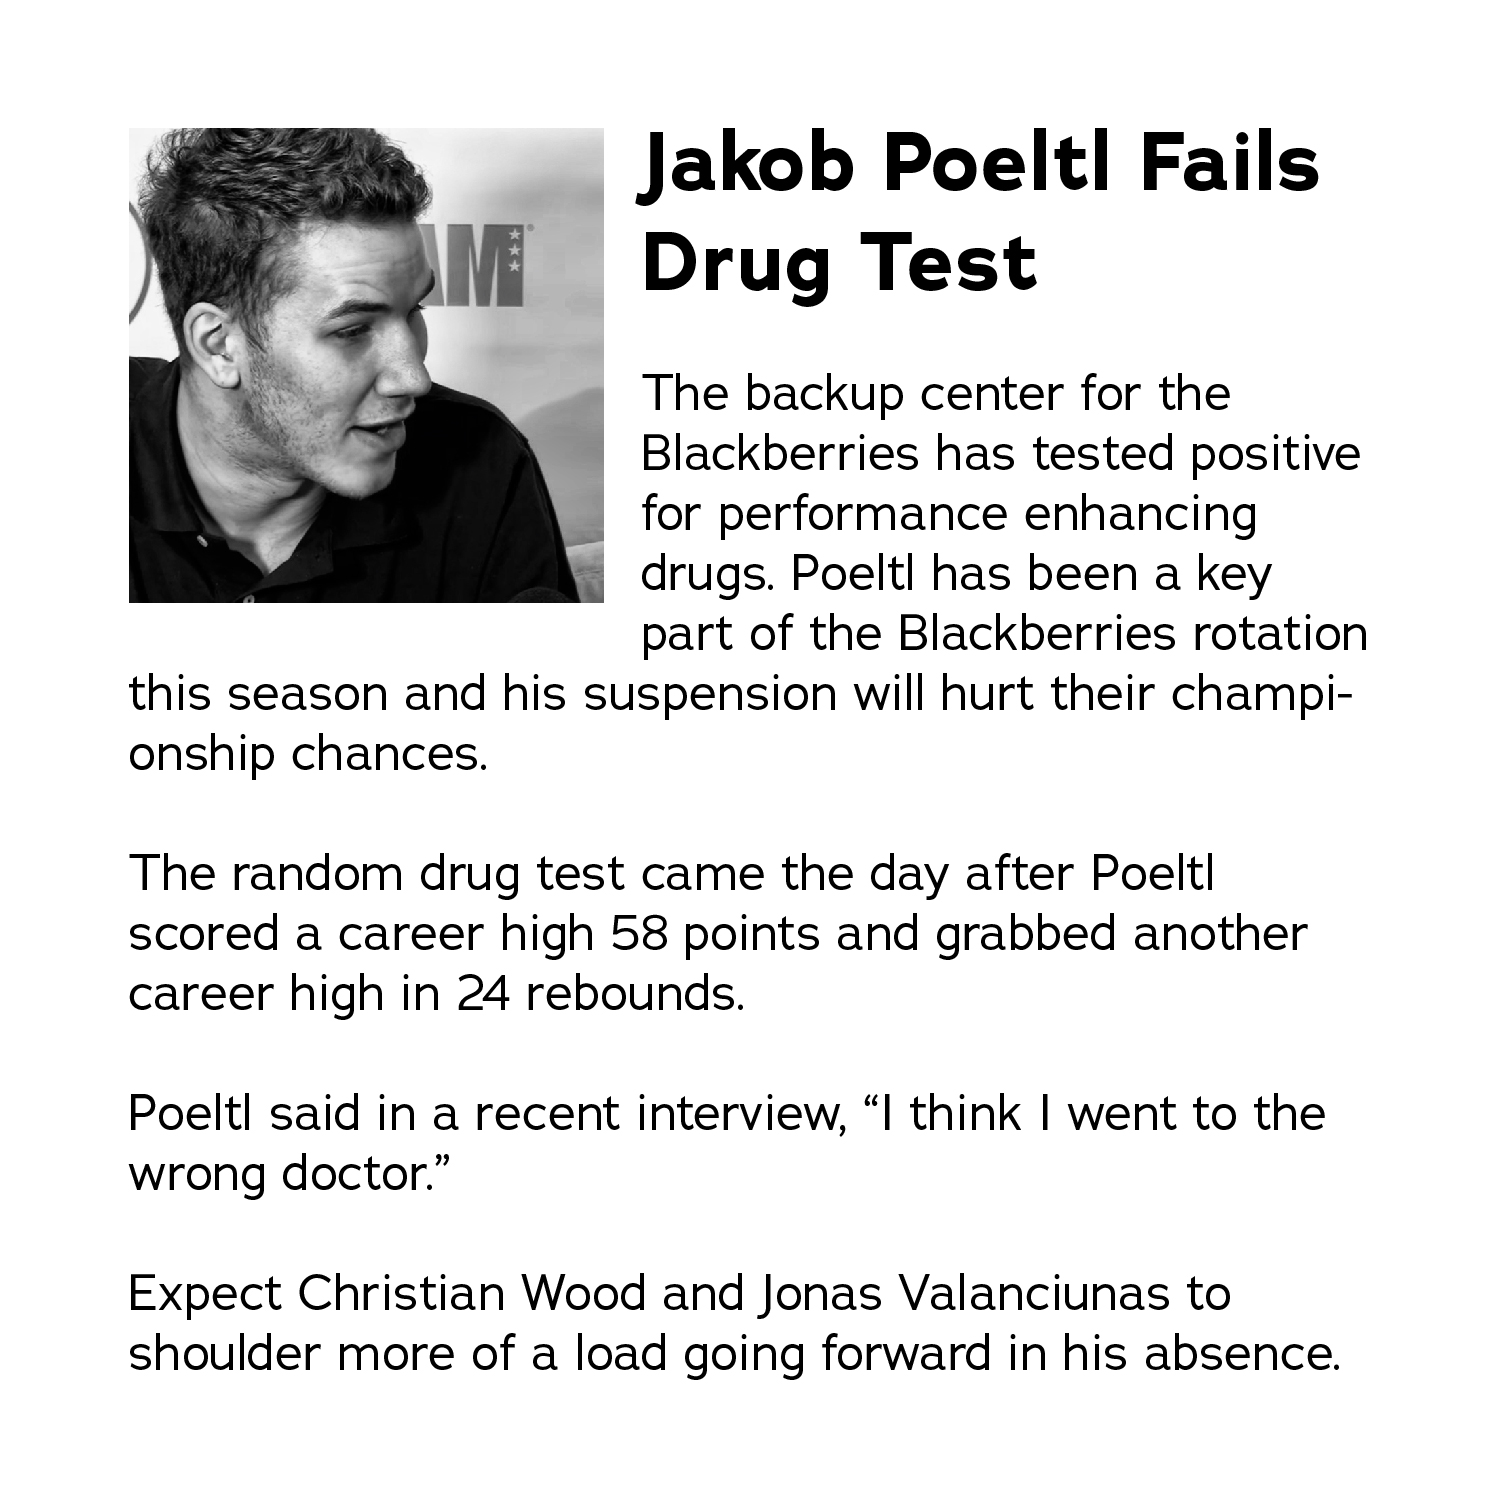 AM
Jakob Poeltl Fails
Drug Test
The backup center for the
Blackberries has tested positive
for performance enhancing
drugs. Poeltl has been a key
part of the Blackberries rotation
this season and his suspension will hurt their champi-
onship chances.
The random drug test came the day after Poeltl
scored a career high 58 points and grabbed another
career high in 24 rebounds.
Poeltl said in a recent interview, “I think I went to the
wrong doctor.”
Expect Christian Wood and Jonas Valanciunas to
shoulder more of a load going forward in his absence.